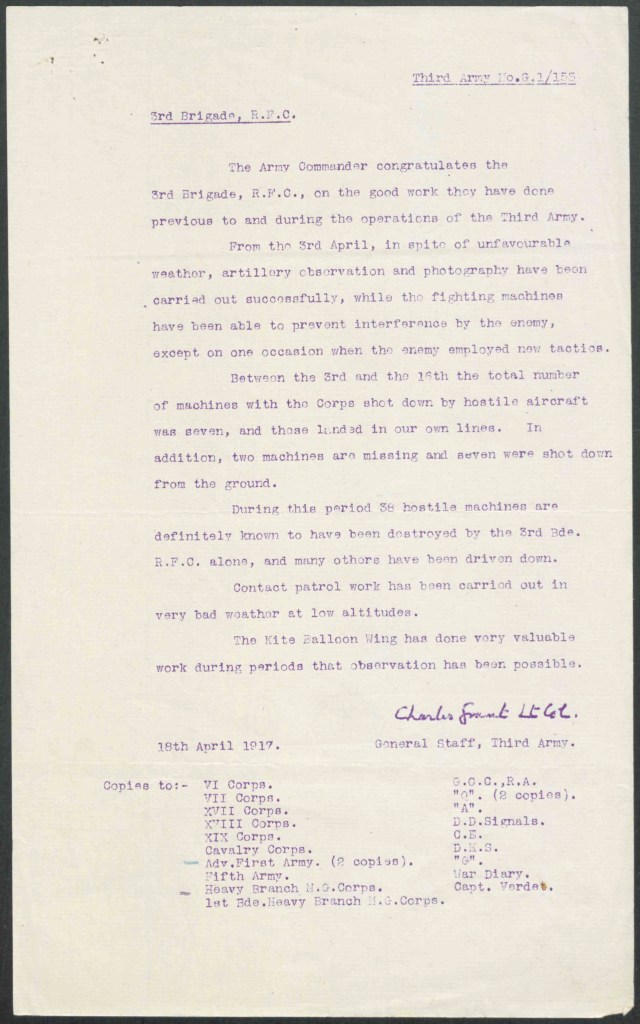 Third Army No.G.1/153
3rd Brigade, R.F.C.
The Army Commander congratulates the
3rd Brigade, R.F.C., on the good work they have done
previous to and during the operations of the Third Army.
From the 3rd April, in spite of unfavourable
weather, artillery observation and photography have been
carried out successfully, while the fighting machines
have been able to prevent interference by the enemy,
except on one occasion when the enemy employed new tactics.
Between the 3rd and the 16th the total number
of machines with the Corps shot down by hostile aircraft
was seven, and those landed in our own lines. In
addition, two machines are missing and seven were shot down
from the ground.
During this period 38 hostile machines are
definitely known to have been destroyed by the 3rd Bde.
R.F.C. alone, and many others have been driven down.
Contact patrol work has been carried out in
very bad weather at low altitudes.
The Kite Balloon Wing has done very valuable
work during periods that observation has been possible.
Charles Grant Lt Col.
18th April 1917. General Staff, Third Army.
Copies to:- VI Corps. G.O.C.,R.A.
VII Corps. "Q". (2 copies).
XVII Corps. "A".
XVIII Corps. D.D.Signals.
XIX Corps. C.E.
Cavalry Corps. D.M.S.
Adv.First Army. (2 copies). "G".
Fifth Army. War Diary.
Heavy Branch M.G.Corps. Capt.
1st Bde.Heavy Branch M.G.Corps.